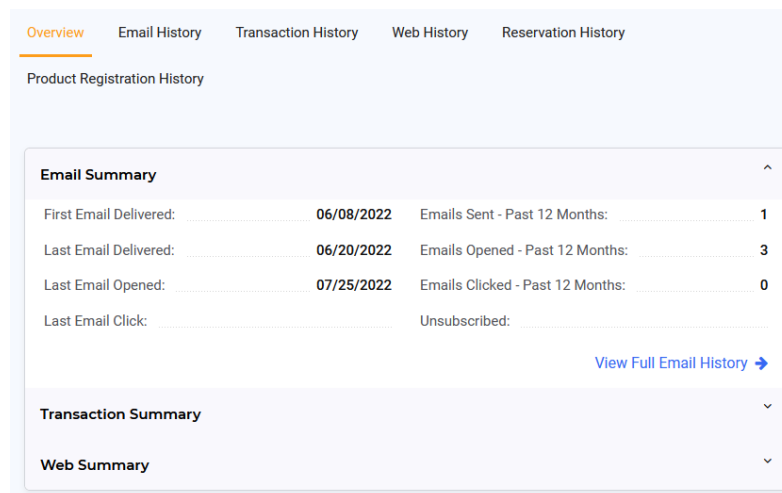 Overview Email History Transaction History Web History Reservation History
Product Registration History
Email Summary
First Email Delivered: 06/08/2022 Emails Sent - Past 12 Months: 1
Last Email Delivered: 06/20/2022 Emails Opened - Past 12 Months: 3
Last Email Opened: 07/25/2022 Emails Clicked - Past 12 Months: 0
Last Email Click: Unsubscribed:
View Full Email History
Transaction Summary
Web Summary